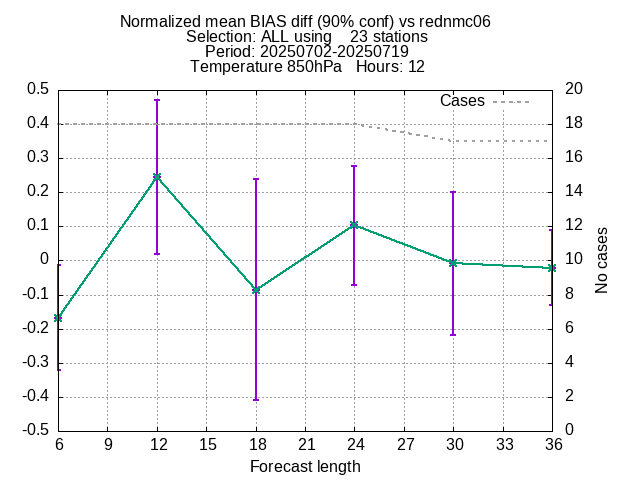 Normalized mean BIAS diff (90% conf) vs rednmc06
Selection: ALL using    23 stations
Period: 20250702-20250719
Temperature 850hPa   Hours: 12
Cases
0.5
0.4
0.3
0.2
0.1
0
-0.1
-0.2
-0.3
-0.4
-0.5
20
18
16
14
12
10
8
6
4
2
0
No cases
6 9 12 15 18 21 24 27 30 33 36
Forecast length